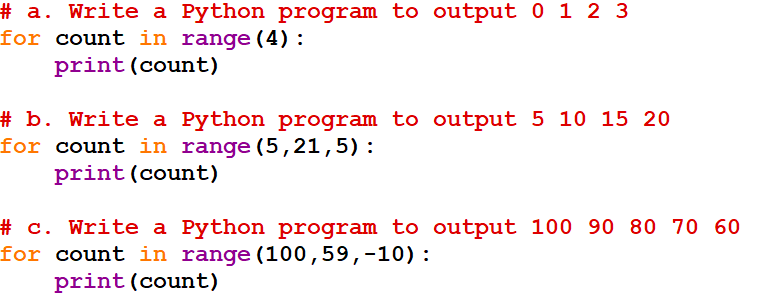 # a. Write a Python program to output 0 1 2 3
for count in range(4):
    print(count)
# b. Write a Python program to output 5 10 15 20
for count in range(5,21,5):
    print(count)
# c. Write a Python program to output 100 90 80 70 60
for count in range(100,59,-10):
    print(count)